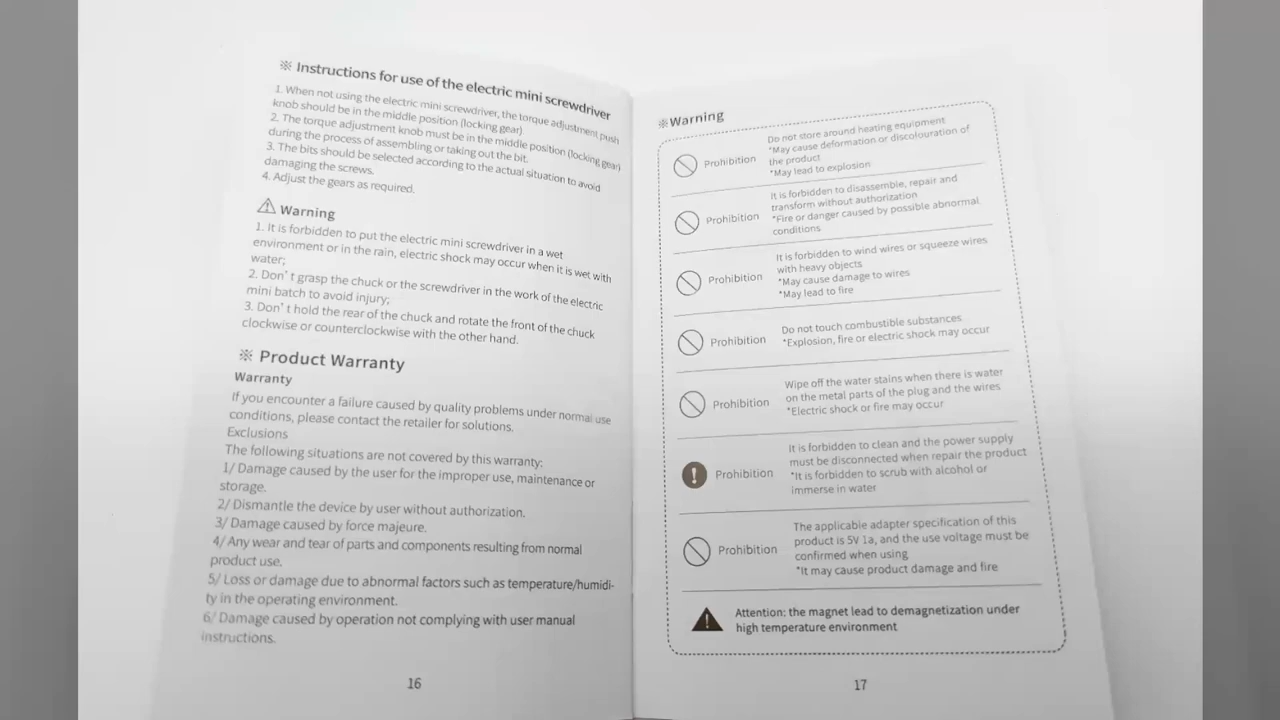 ※ Instructions for use of the electric mini screwdriver
1. When not using the electric mini screwdriver, the torque adjustment push
knob should be in the middle position (locking gear).
2. The torque adjustment knob must be in the middle position (locking gear)
during the process of assembling or taking out the bit.
3. The bits should be selected according to the actual situation to avoid
damaging the screws.
4. Adjust the gears as required.
Warning
1. It is forbidden to put the electric mini screwdriver in a wet
environment or in the rain, electric shock may occur when it is wet with
water;
2. Don't grasp the chuck or the screwdriver in the work of the electric
mini batch to avoid injury;
3. Don't hold the rear of the chuck and rotate the front of the chuck
clockwise or counterclockwise with the other hand.
※ Product Warranty
Warranty
If you encounter a failure caused by quality problems under normal use
conditions, please contact the retailer for solutions.
Exclusions
The following situations are not covered by this warranty:
1/ Damage caused by the user for the improper use, maintenance or
storage.
2/ Dismantle the device by user without authorization.
3/ Damage caused by force majeure.
4/ Any wear and tear of parts and components resulting from normal
product use.
5/ Loss or damage due to abnormal factors such as temperature/humidi-
ty in the operating environment.
6/ Damage caused by operation not complying with user manual
instructions.
16
※Warning
Prohibition
Do not store around heating equipment
*May cause deformation or discolouration of
the product
*May lead to explosion
Prohibition
It is forbidden to disassemble, repair and
transform without authorization
*Fire or danger caused by possible abnormal
conditions
Prohibition
It is forbidden to wind wires or squeeze wires
with heavy objects
*May cause damage to wires
*May lead to fire
Prohibition
Do not touch combustible substances
*Explosion, fire or electric shock may occur
Prohibition
Wipe off the water stains when there is water
on the metal parts of the plug and the wires
*Electric shock or fire may occur
Prohibition
It is forbidden to clean and the power supply
must be disconnected when repair the product
*It is forbidden to scrub with alcohol or
immerse in water
Prohibition
The applicable adapter specification of this
product is 5V 1a, and the use voltage must be
confirmed when using
*It may cause product damage and fire
Attention: the magnet lead to demagnetization under
high temperature environment
17